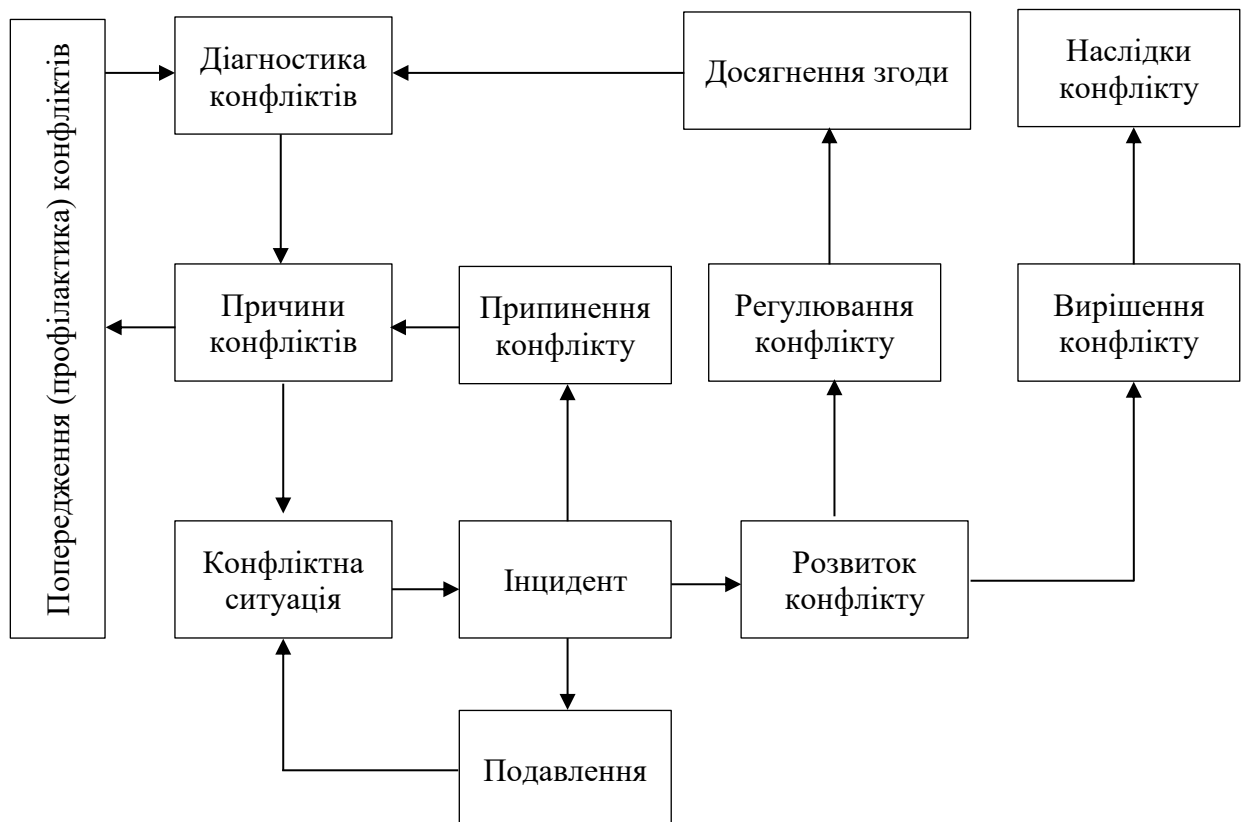 Попередження (профілактика) конфліктів
Діагностика
конфліктів
Досягнення згоди
Наслідки
конфлікту
Причини
конфліктів
Припинення
конфлікту
Регулювання
конфлікту
Вирішення
конфлікту
Конфліктна
ситуація
Інцидент
Розвиток
конфлікту
Подавлення